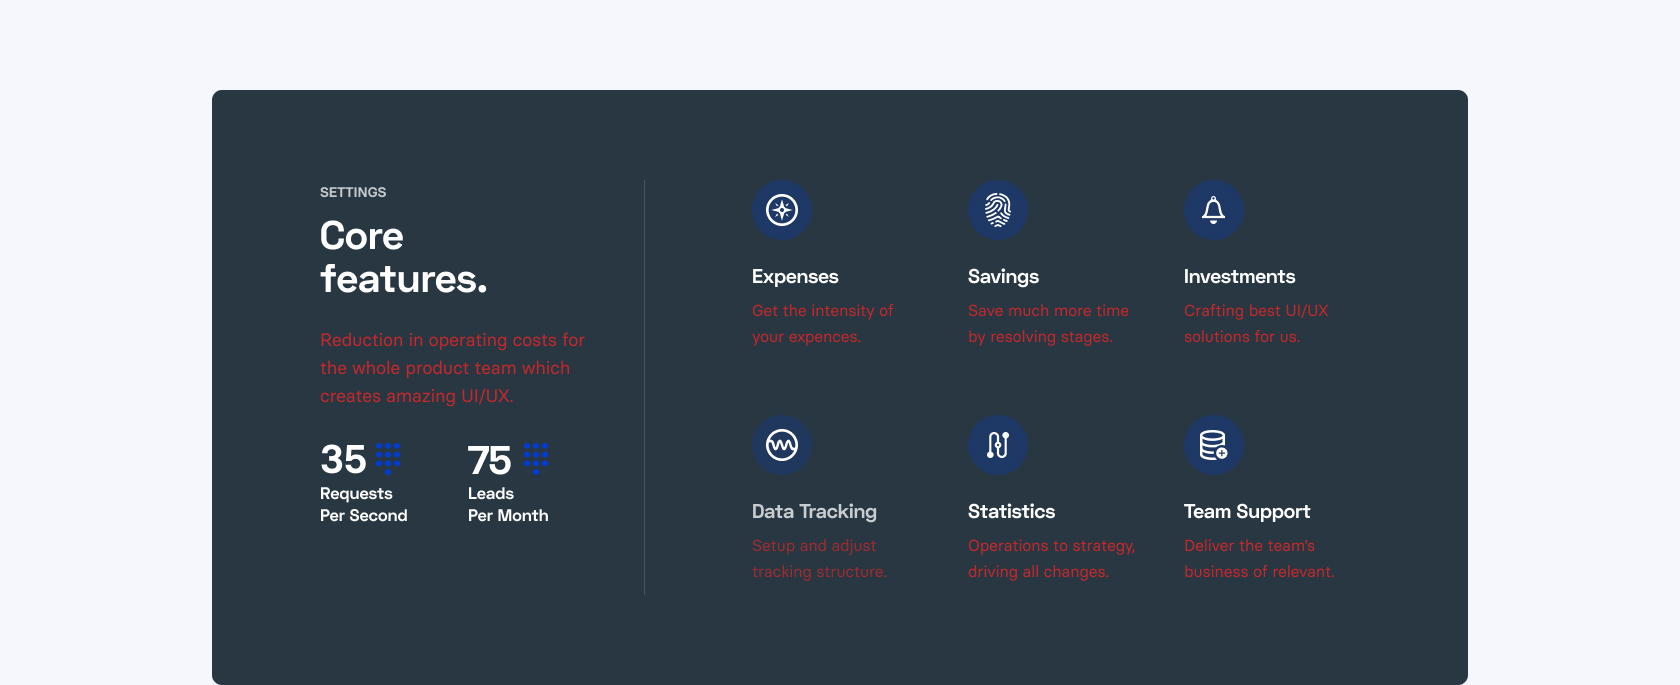 SETTINGS
Core
features.
Reduction in operating costs for
the whole product team which
creates amazing UI/UX.
35
Requests
Per Second
75
Leads
Per Month
Expenses
Get the intensity of
your expences.
Savings
Save much more time
by resolving stages.
Investments
Crafting best UI/UX
solutions for us.
Data Tracking
Setup and adjust
tracking structure.
Statistics
Operations to strategy,
driving all changes.
Team Support
Deliver the team's
business of relevant.